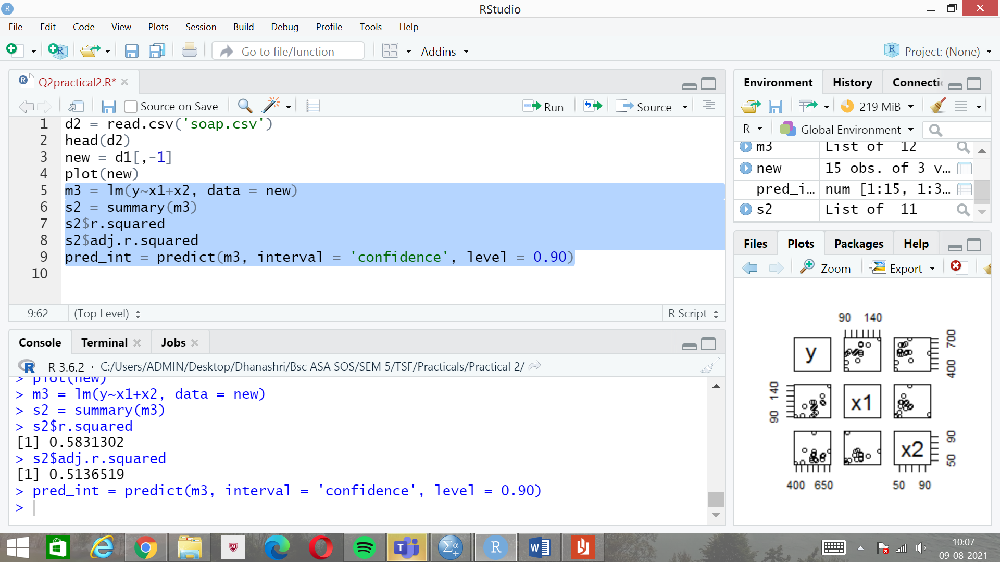 RStudio
File Edit Code View Plots Session Build Debug Profile Tools Help
Go to file/function Addins Project: (None)
Q2practical2.R*
Source on Save Run Source
1 d2 = read.csv('soap.csv')
2 head(d2)
3 new = d1[,-1]
4 plot(new)
5 m3 = lm(y~x1+x2, data = new)
6 s2 = summary(m3)
7 s2$r.squared
8 s2$adj.r.squared
9 pred_int = predict(m3, interval = 'confidence', level = 0.90)
10
9:62 (Top Level) R Script
Console Terminal Jobs
R 3.6.2 · C:/Users/ADMIN/Desktop/Dhanashri/Bsc ASA SOS/SEM 5/TSF/Practicals/Practical 2/
> plot(new)
> m3 = lm(y~x1+x2, data = new)
> s2 = summary(m3)
> s2$r.squared
[1] 0.5831302
> s2$adj.r.squared
[1] 0.5136519
> pred_int = predict(m3, interval = 'confidence', level = 0.90)
>
Environment History Connecti
219 MiB
R Global Environment
m3 List of 12
new 15 obs. of 3 v…
pred_i… num [1:15, 1:3…
s2 List of 11
Files Plots Packages Help
Zoom Export
90 140
y 700
400
140 x1
90
x2 90
50
400 650 50 90
10:07
09-08-2021